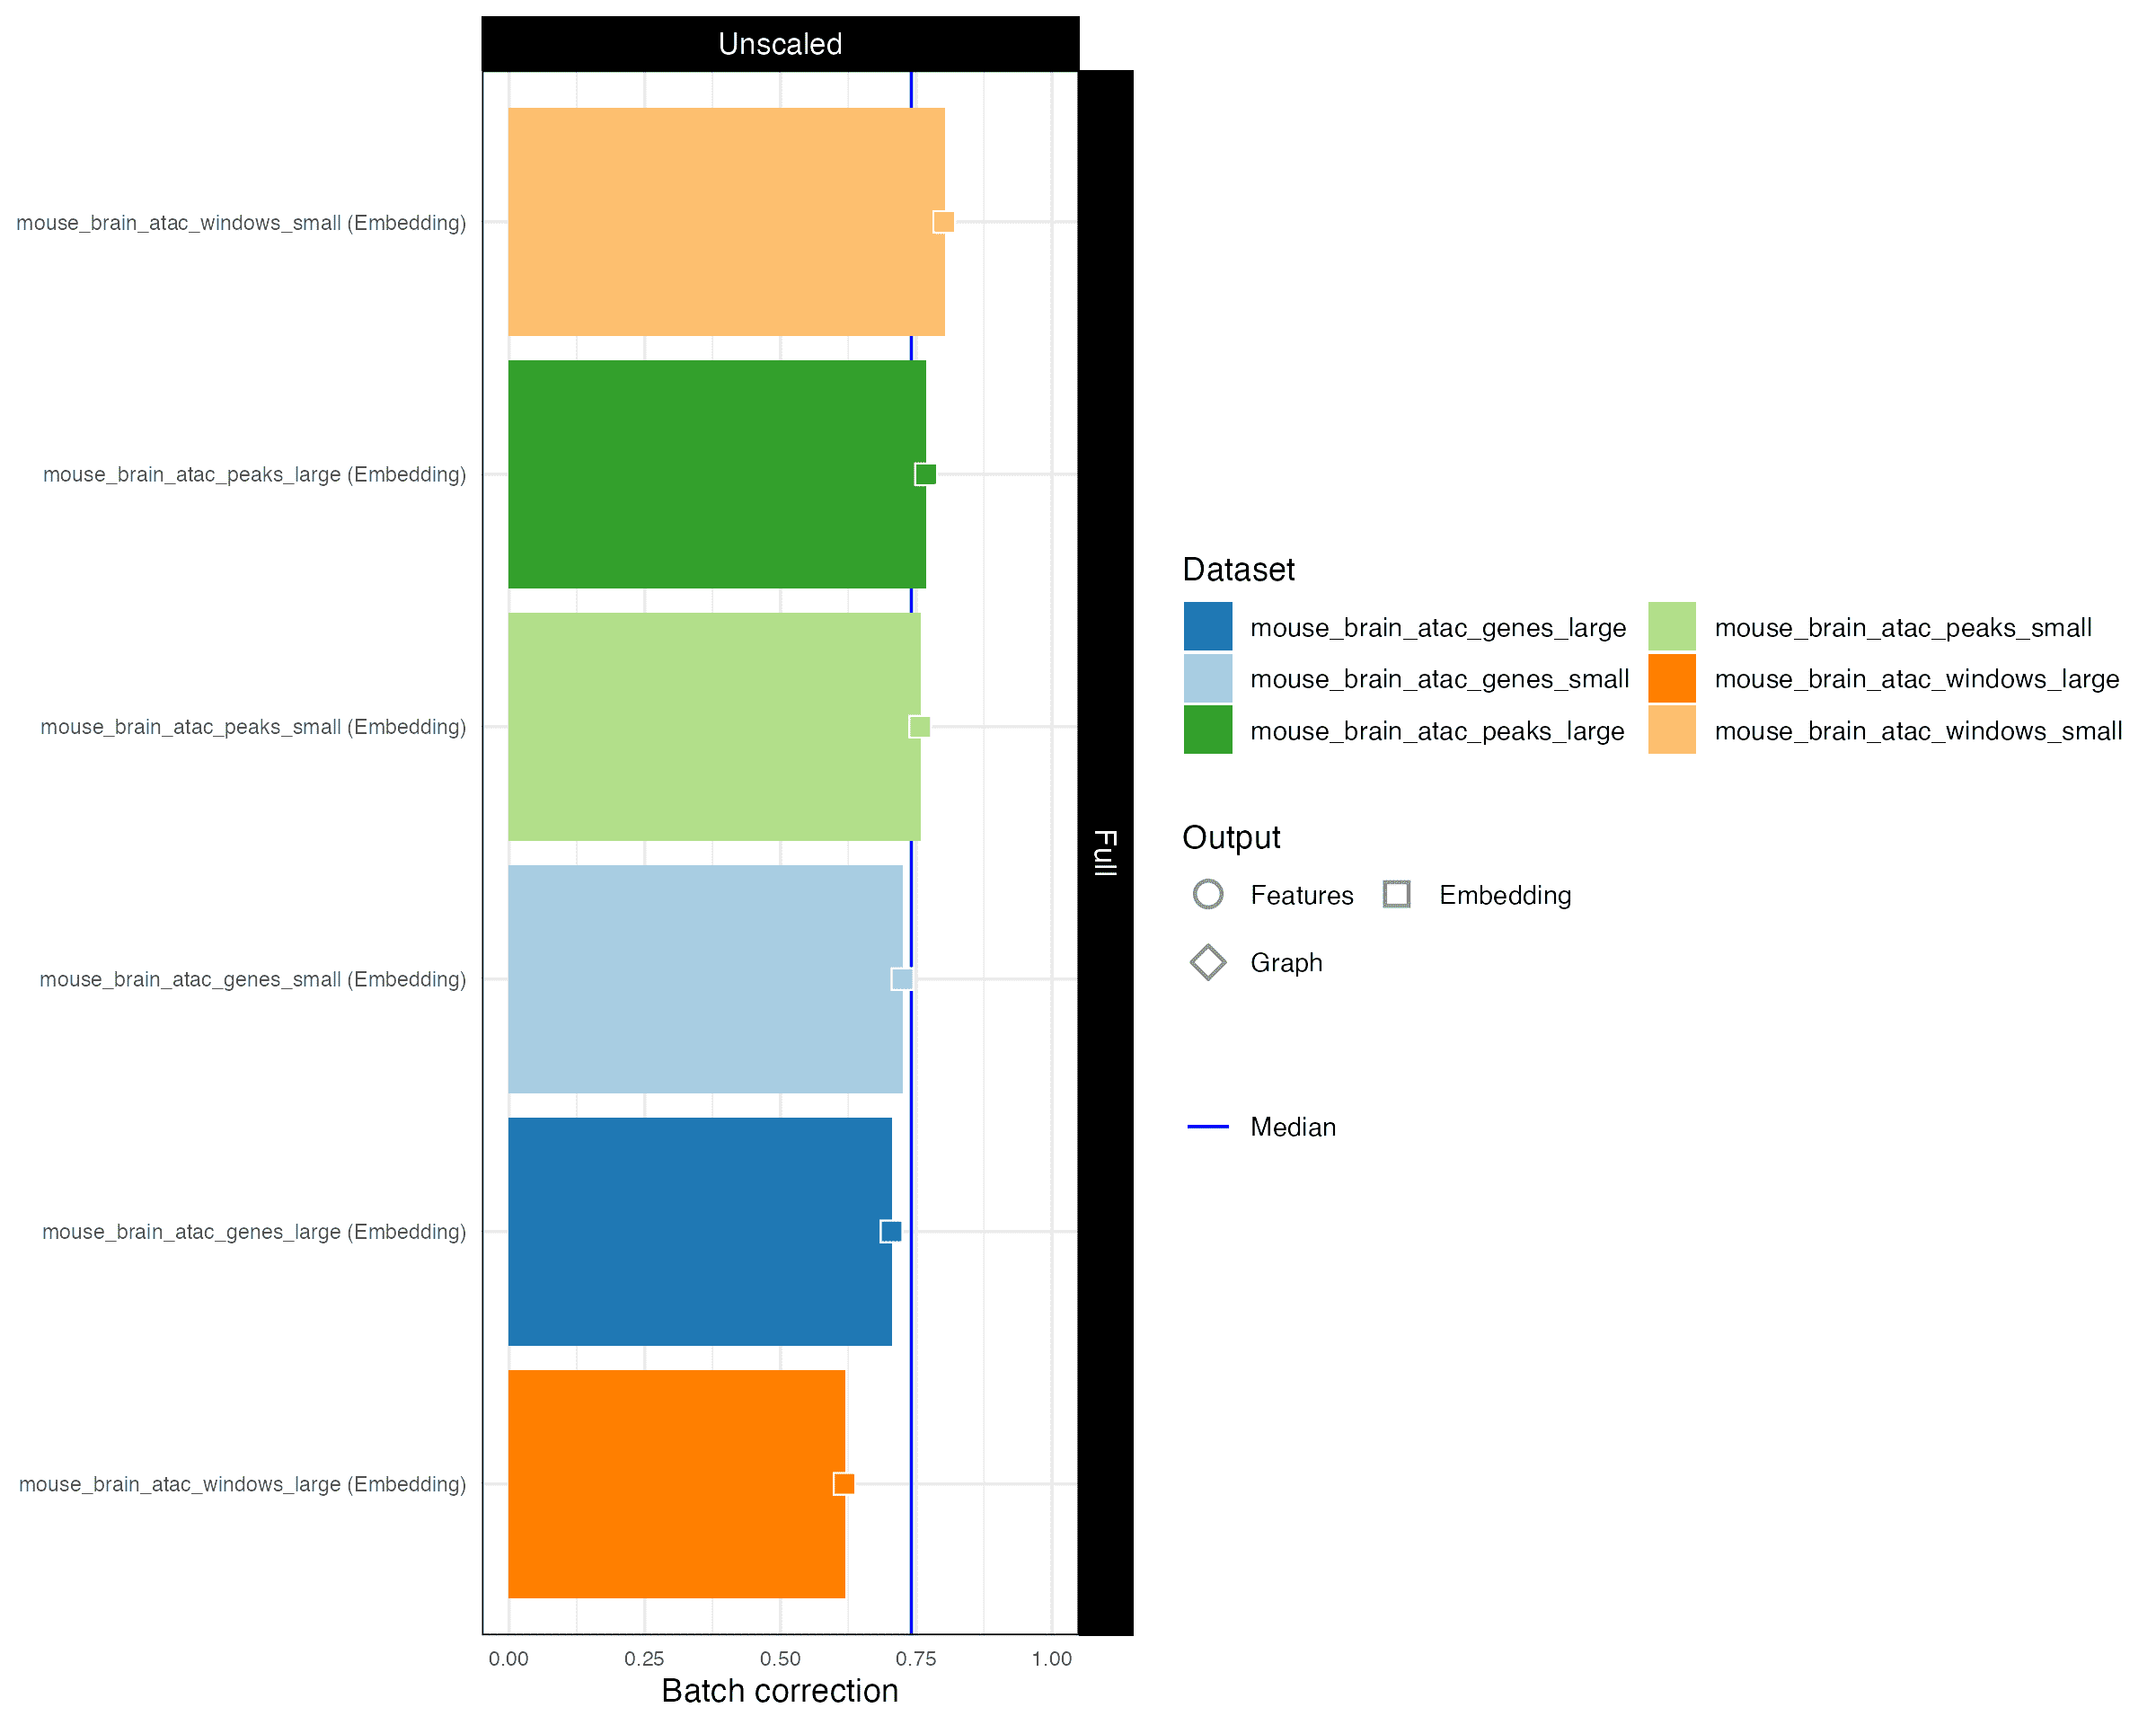 Unscaled
mouse_brain_atac_windows_small (Embedding)
mouse_brain_atac_peaks_large (Embedding)
mouse_brain_atac_peaks_small (Embedding)
mouse_brain_atac_genes_small (Embedding)
mouse_brain_atac_genes_large (Embedding)
mouse_brain_atac_windows_large (Embedding)
0.00 0.25 0.50 0.75 1.00
Batch correction
Full
Dataset
mouse_brain_atac_genes_large mouse_brain_atac_peaks_small
mouse_brain_atac_genes_small mouse_brain_atac_windows_large
mouse_brain_atac_peaks_large mouse_brain_atac_windows_small
Output
Features Embedding
Graph
Median